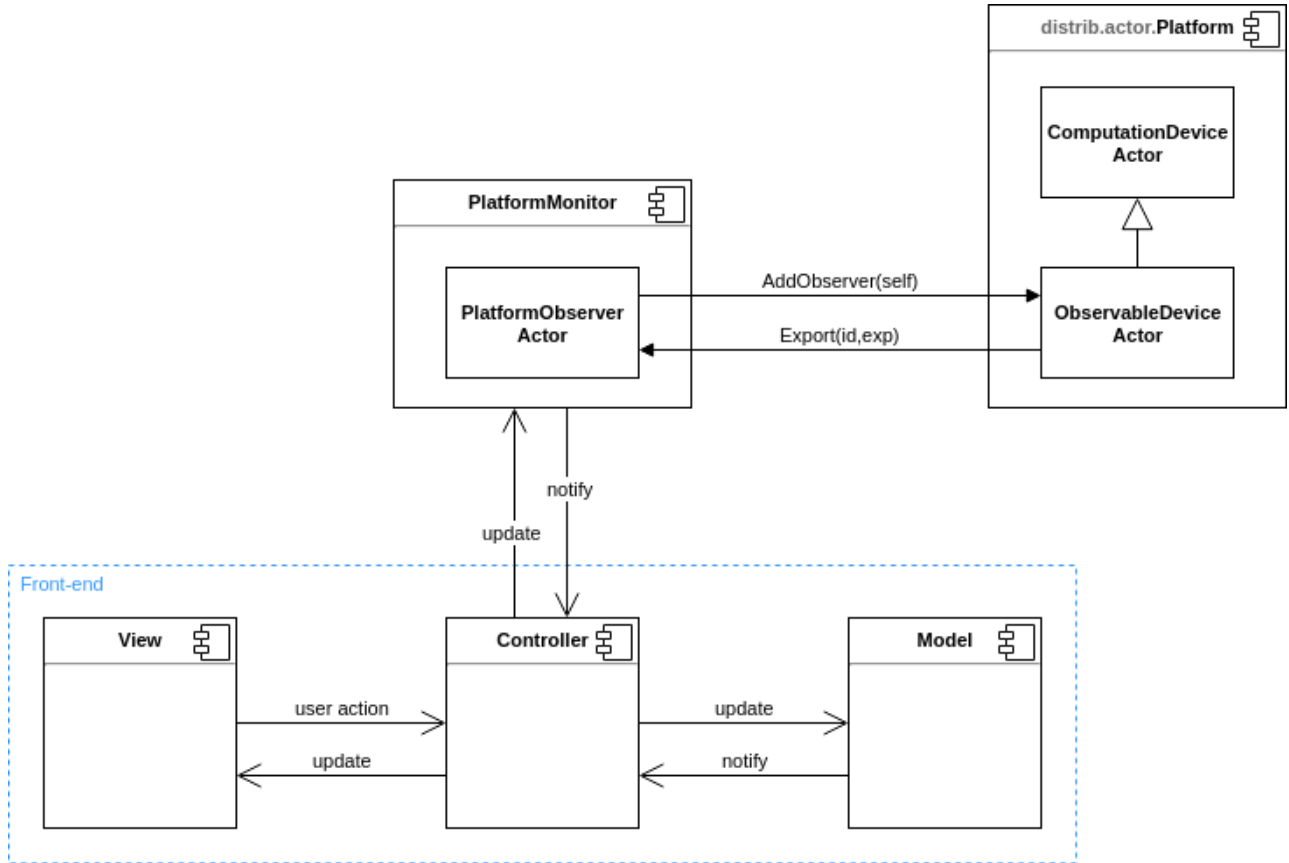 distrib.actor.Platform
ComputationDevice
Actor
PlatformMonitor
AddObserver(self)
PlatformObserver
Actor
ObservableDevice
Actor
Export(id,exp)
notify
update
Front-end
View
Controller
Model
user action
update
update
notify